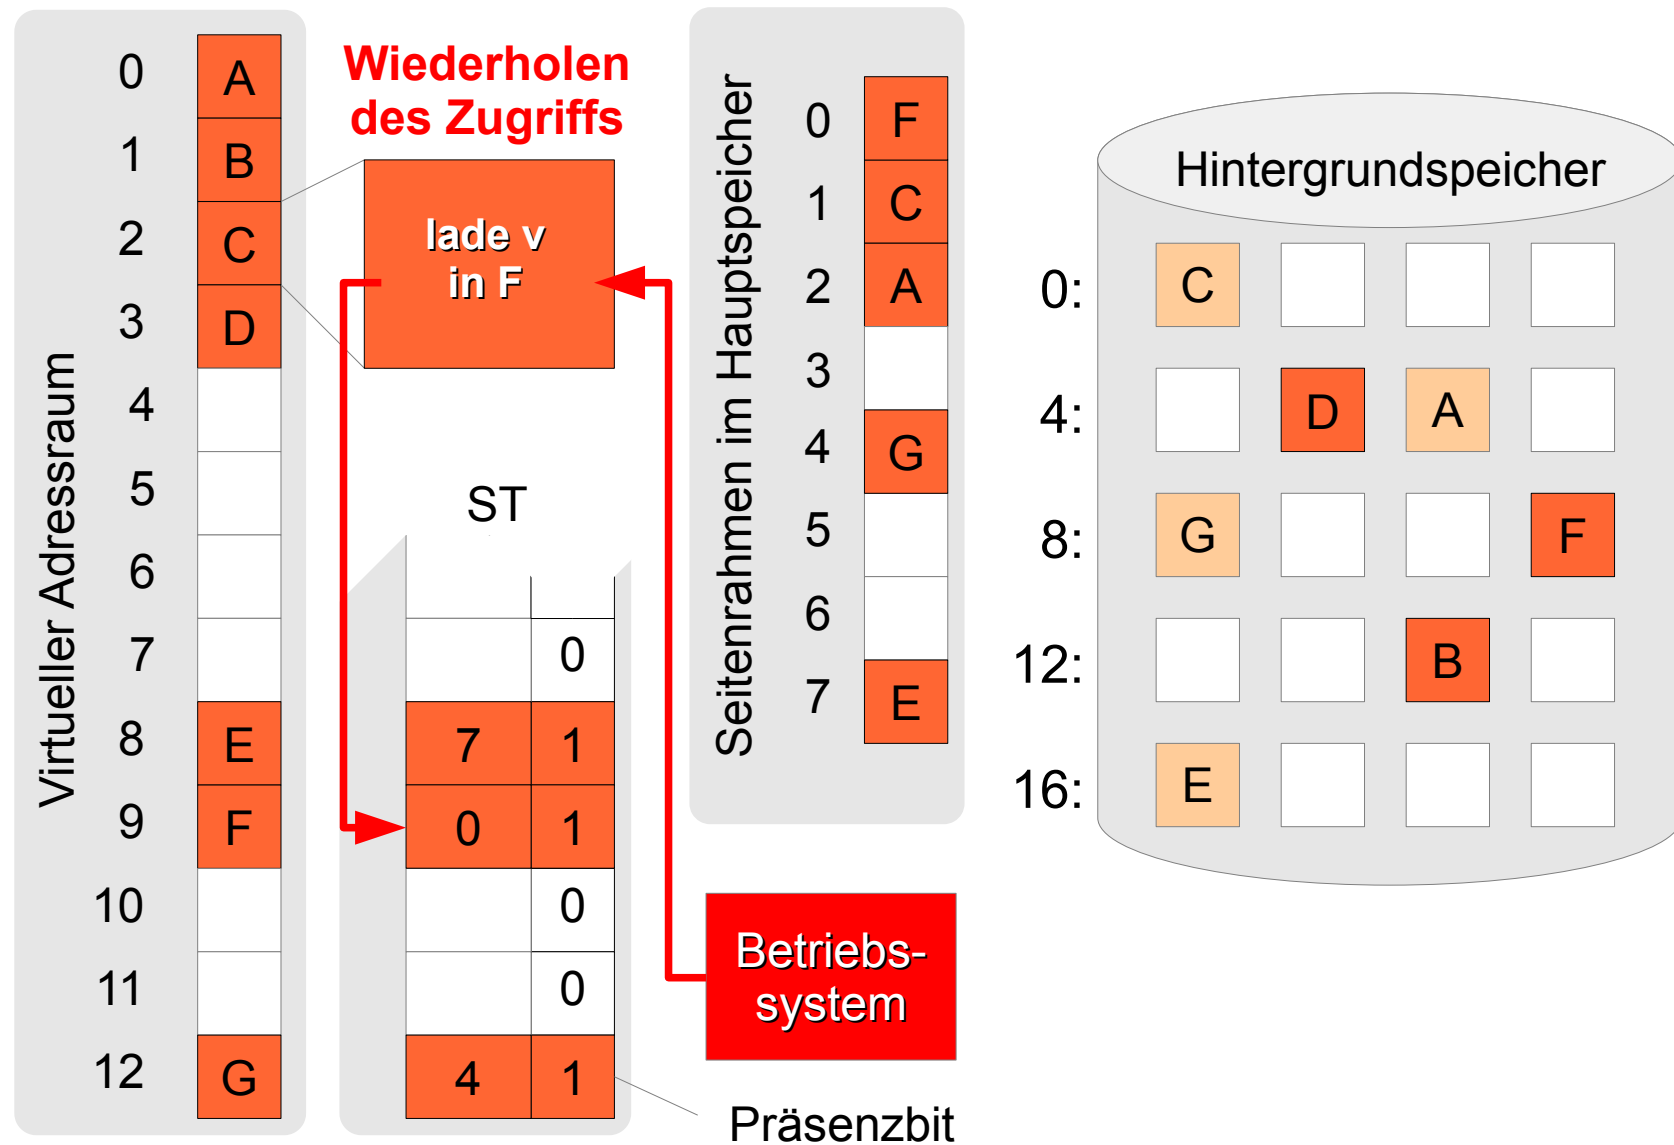 Virtueller Adressraum
0 A
1 B
2 C
3 D
4
5
6
7
8 E
9 F
10
11
12 G
Wiederholen
des Zugriffs
lade v
in F
ST
0
7 1
0 1
0
0
4 1
Präsenzbit
Seitenrahmen im Hauptspeicher
0 F
1 C
2 A
3
4 G
5
6
7 E
Betriebs-
system
Hintergrundspeicher
0: C
4: D A
8: G F
12: B
16: E